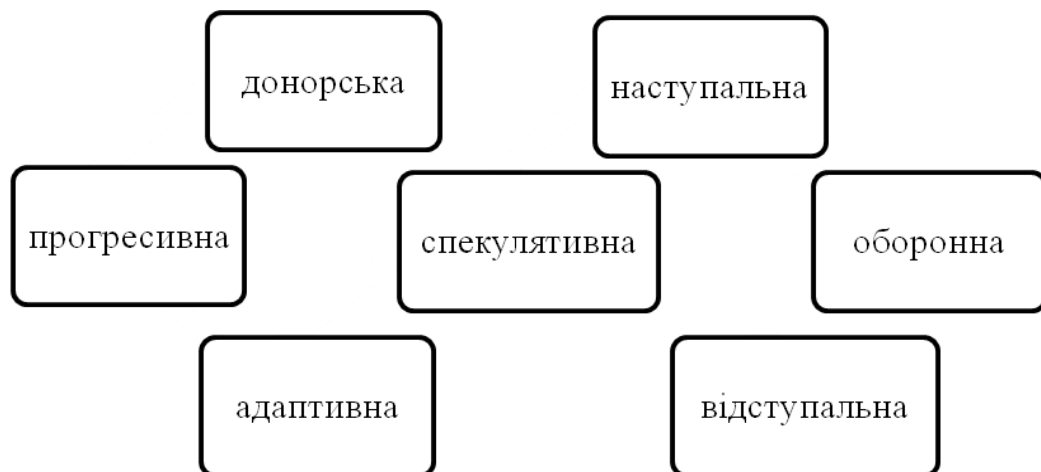 донорська
наступальна
прогресивна
спекулятивна
оборонна
адаптивна
відступальна